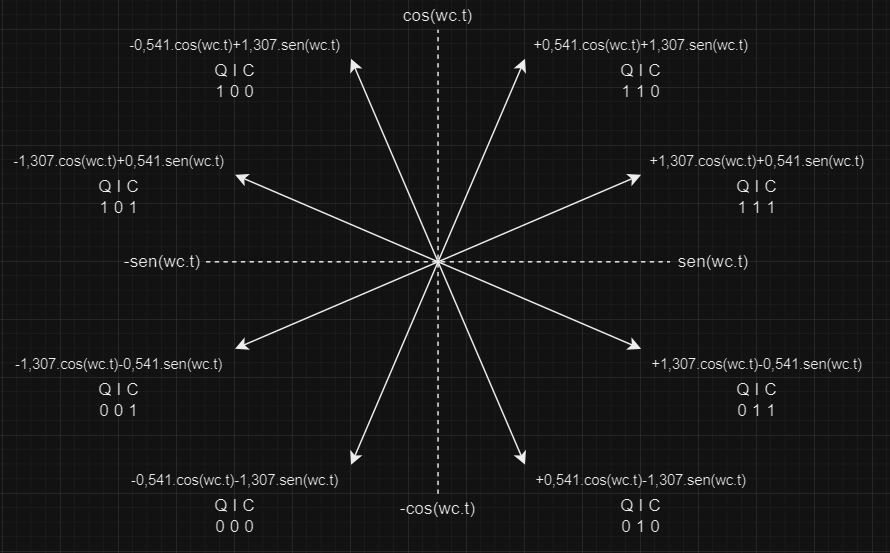 cos(wc.t)
-0,541.cos(wc.t)+1,307.sen(wc.t)
Q I C
1 0 0
+0,541.cos(wc.t)+1,307.sen(wc.t)
Q I C
1 1 0
-1,307.cos(wc.t)+0,541.sen(wc.t)
Q I C
1 0 1
+1,307.cos(wc.t)+0,541.sen(wc.t)
Q I C
1 1 1
-sen(wc.t)
sen(wc.t)
-1,307.cos(wc.t)-0,541.sen(wc.t)
Q I C
0 0 1
+1,307.cos(wc.t)-0,541.sen(wc.t)
Q I C
0 1 1
-0,541.cos(wc.t)-1,307.sen(wc.t)
Q I C
0 0 0
+0,541.cos(wc.t)-1,307.sen(wc.t)
Q I C
0 1 0
-cos(wc.t)